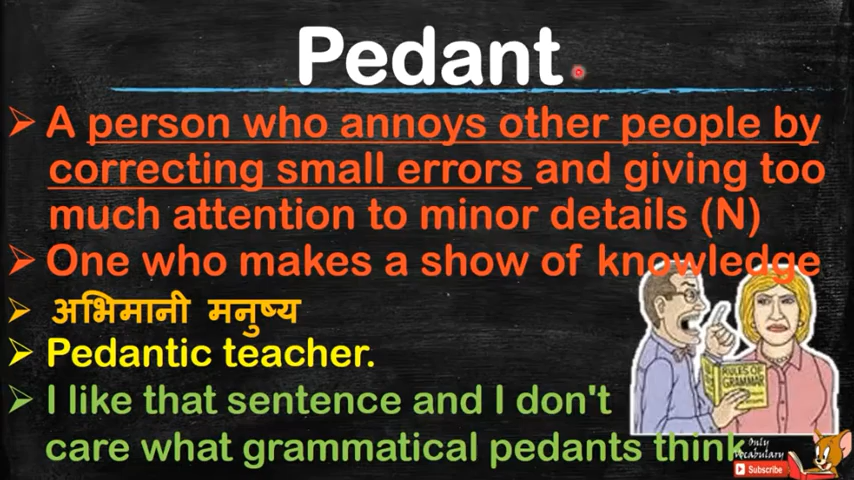 Pedant
➢ A person who annoys other people by
correcting small errors and giving too
much attention to minor details (N)
➢ One who makes a show of knowledge
➢ अभिमानी मनुष्य
➢ Pedantic teacher.
➢ I like that sentence and I don't
care what grammatical pedants think
RULES OF
GRAMMAR
Only
Vocabulary
Subscribe